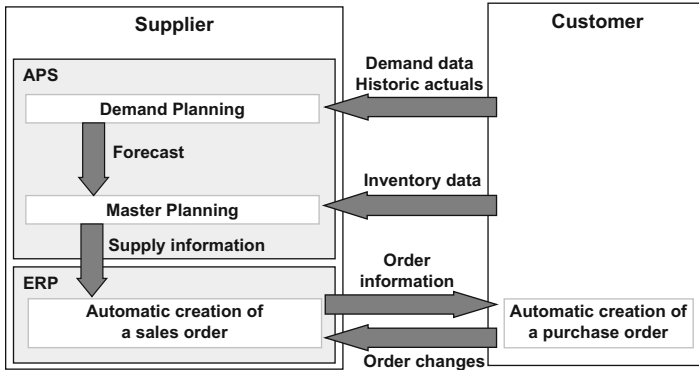 Supplier
Customer
APS
Demand data
Historic actuals
Demand Planning
Forecast
Inventory data
Master Planning
Supply information
Order
information
ERP
Automatic creation of
a sales order
Automatic creation of
a purchase order
Order changes